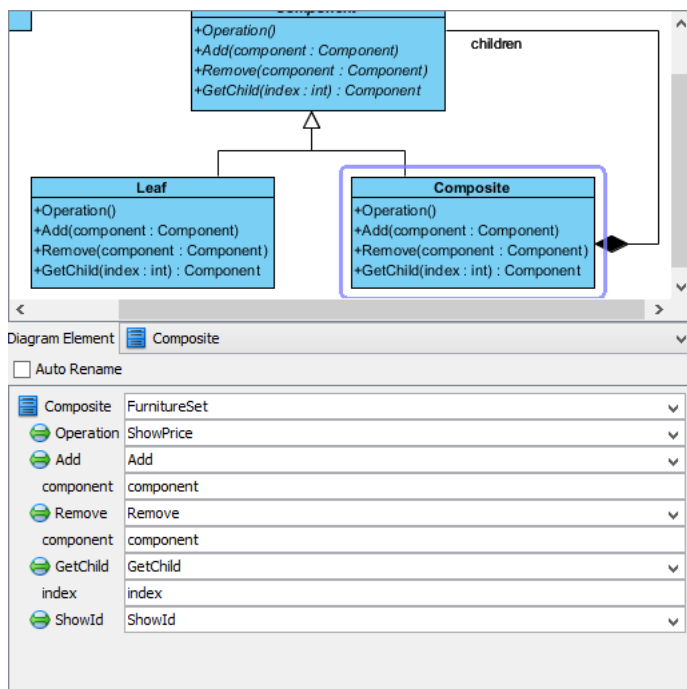 Component
+Operation()
+Add(component : Component)
+Remove(component : Component)
+GetChild(index : int) : Component
children
Leaf
+Operation()
+Add(component : Component)
+Remove(component : Component)
+GetChild(index : int) : Component
Composite
+Operation()
+Add(component : Component)
+Remove(component : Component)
+GetChild(index : int) : Component
Diagram Element Composite
Auto Rename
Composite FurnitureSet
Operation ShowPrice
Add Add
component component
Remove Remove
component component
GetChild GetChild
index index
ShowId ShowId